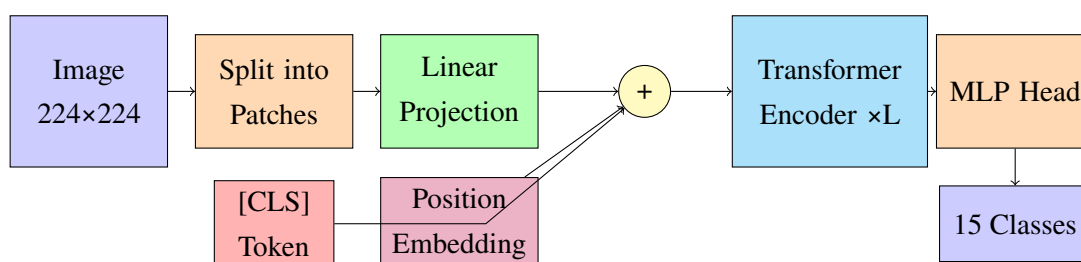 Image
224×224
Split into
Patches
Linear
Projection
+
Transformer
Encoder ×L
MLP Head
[CLS]
Token
Position
Embedding
15 Classes